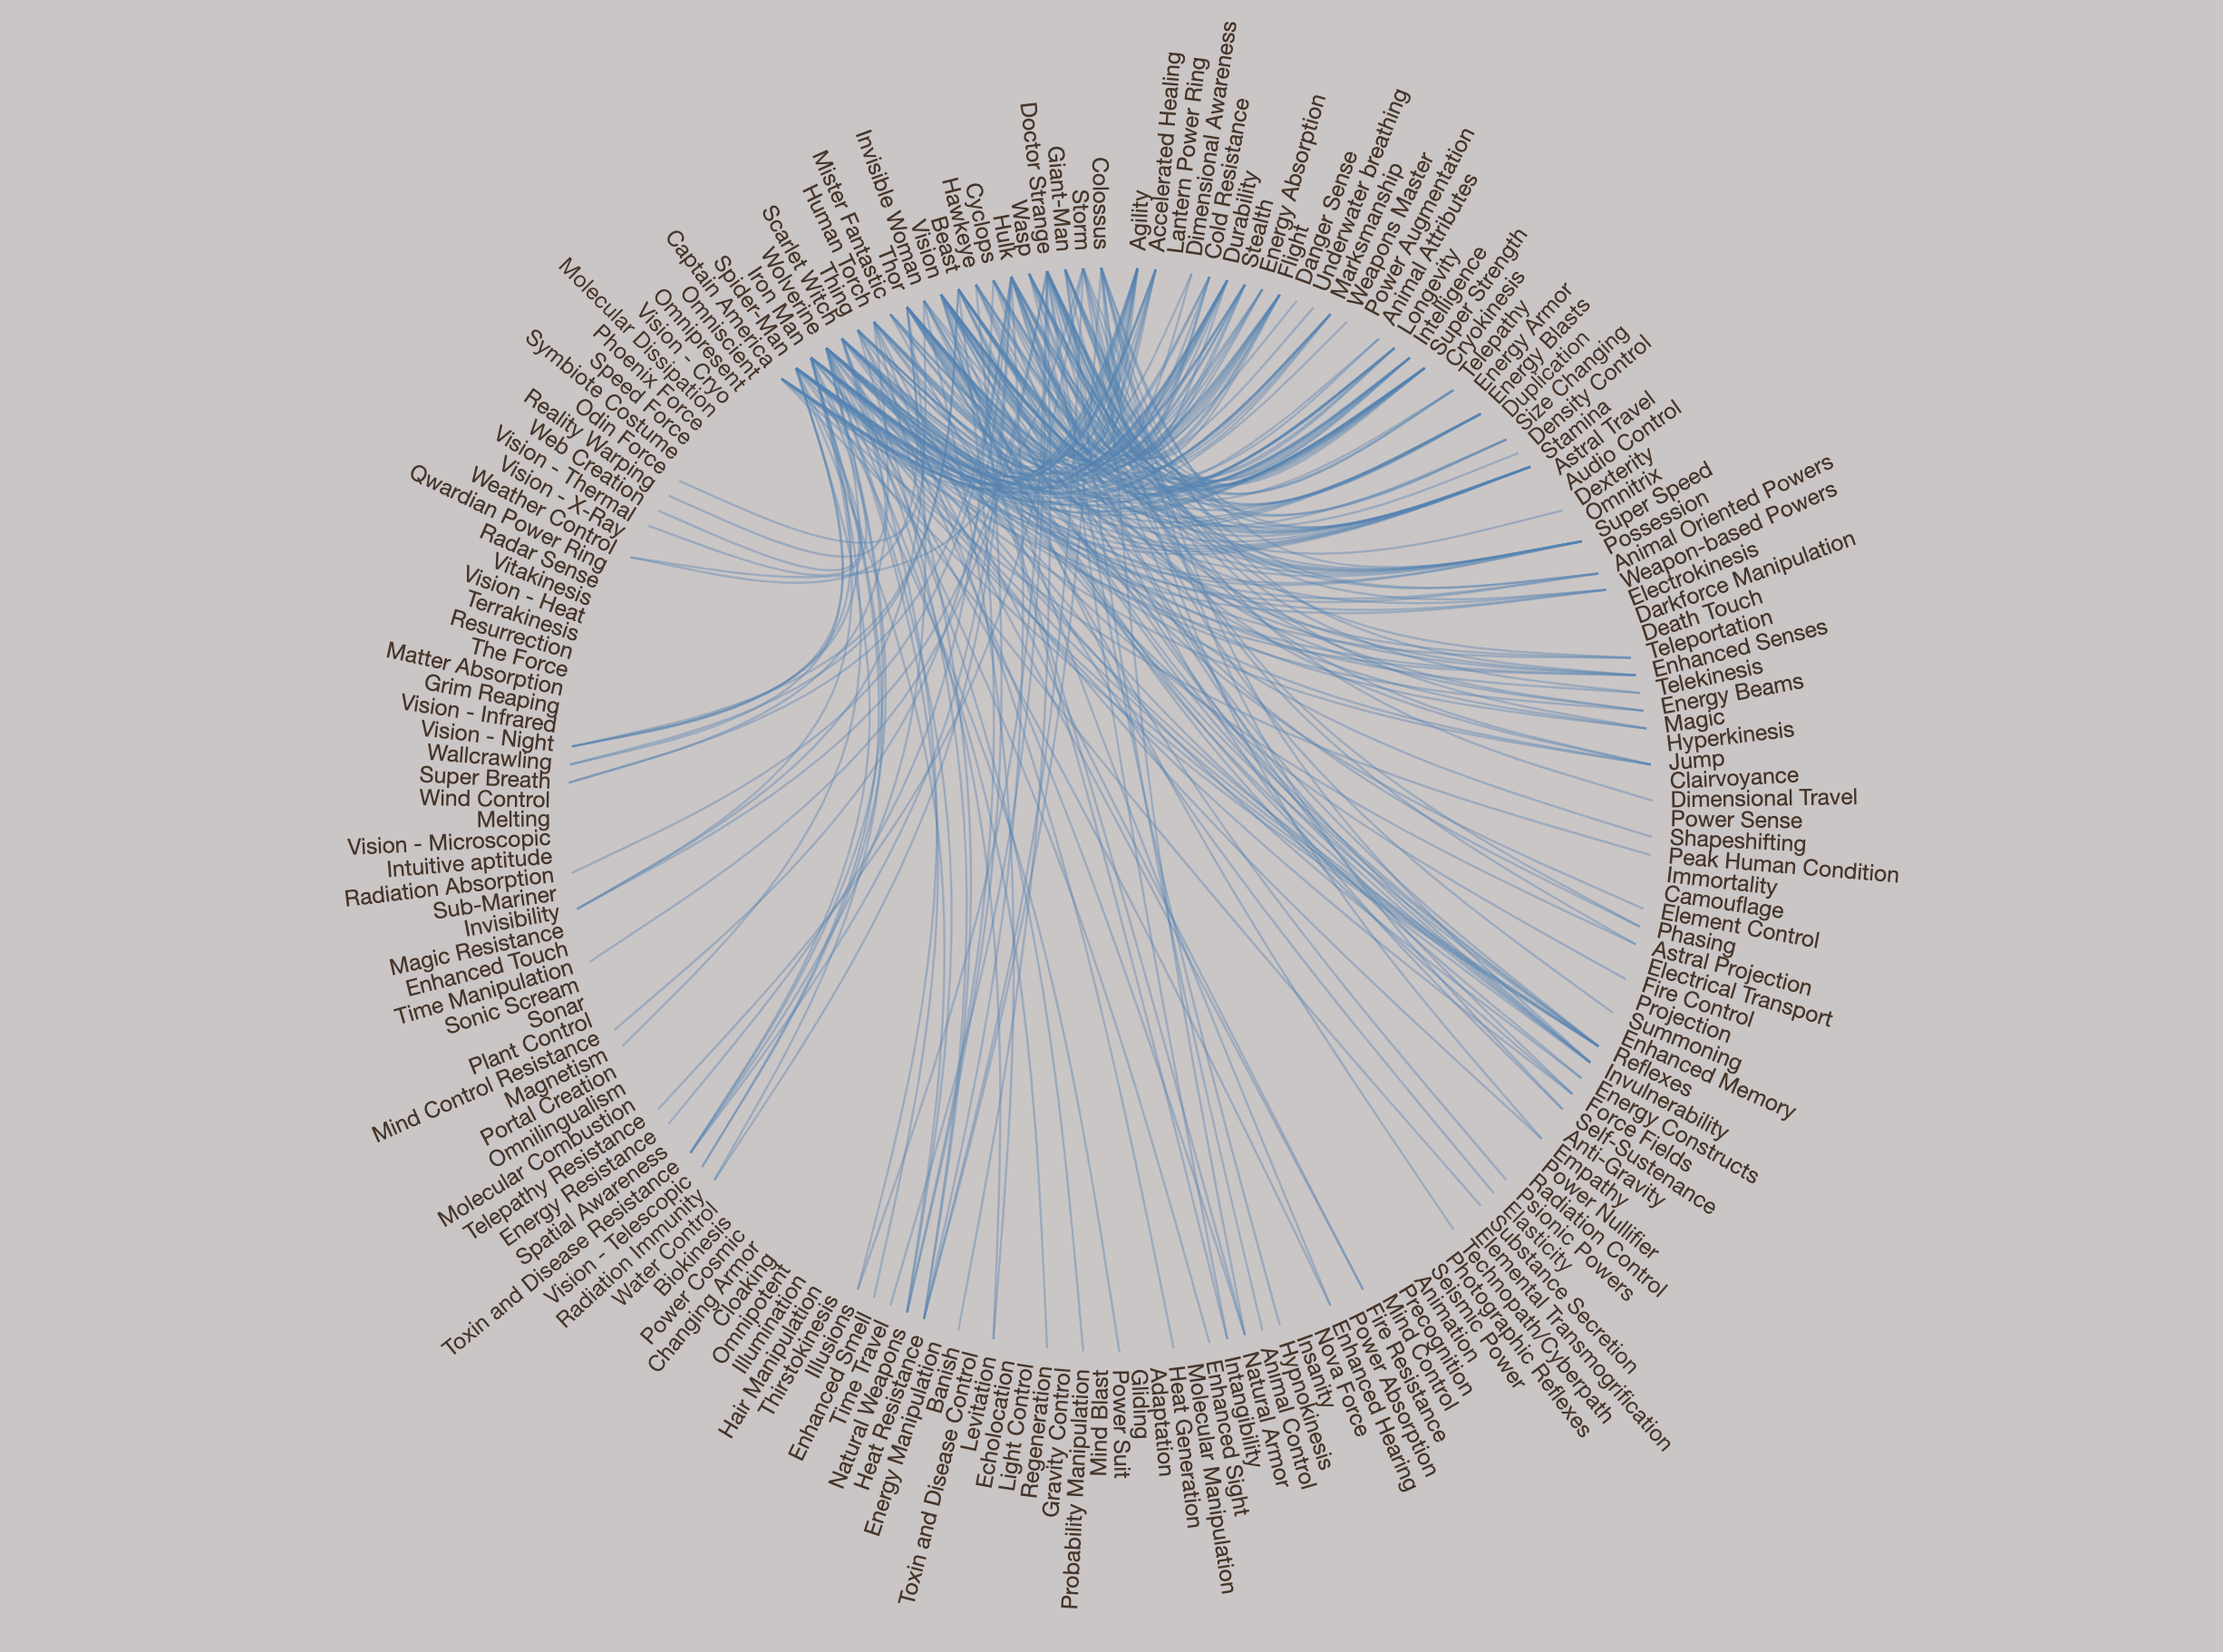 Agility
Accelerated Healing
Lantern Power Ring
Dimensional Awareness
Cold Resistance
Durability
Stealth
Energy Absorption
Flight
Danger Sense
Underwater breathing
Marksmanship
Weapons Master
Power Augmentation
Animal Attributes
Longevity
Intelligence
Super Strength
Cryokinesis
Telepathy
Energy Armor
Energy Blasts
Duplication
Size Changing
Density Control
Stamina
Astral Travel
Audio Control
Dexterity
Omnitrix
Super Speed
Possession
Animal Oriented Powers
Weapon-based Powers
Electrokinesis
Darkforce Manipulation
Death Touch
Teleportation
Enhanced Senses
Telekinesis
Energy Beams
Magic
Hyperkinesis
Jump
Clairvoyance
Dimensional Travel
Power Sense
Shapeshifting
Peak Human Condition
Immortality
Camouflage
Element Control
Phasing
Astral Projection
Electrical Transport
Fire Control
Projection
Summoning
Enhanced Memory
Reflexes
Invulnerability
Energy Constructs
Force Fields
Self-Sustenance
Anti-Gravity
Empathy
Power Nullifier
Radiation Control
Psionic Powers
Elasticity
Substance Secretion
Elemental Transmogrification
Technopath/Cyberpath
Photographic Reflexes
Seismic Power
Animation
Precognition
Mind Control
Fire Resistance
Power Absorption
Enhanced Hearing
Nova Force
Insanity
Hypnokinesis
Animal Control
Natural Armor
Intangibility
Enhanced Sight
Molecular Manipulation
Heat Generation
Adaptation
Gliding
Power Suit
Mind Blast
Probability Manipulation
Gravity Control
Regeneration
Light Control
Echolocation
Levitation
Toxin and Disease Control
Banish
Energy Manipulation
Heat Resistance
Natural Weapons
Time Travel
Enhanced Smell
Illusions
Thirstokinesis
Hair Manipulation
Illumination
Omnipotent
Cloaking
Changing Armor
Power Cosmic
Biokinesis
Water Control
Radiation Immunity
Vision - Telescopic
Toxin and Disease Resistance
Spatial Awareness
Energy Resistance
Telepathy Resistance
Molecular Combustion
Omnilingualism
Portal Creation
Magnetism
Mind Control Resistance
Plant Control
Sonar
Sonic Scream
Time Manipulation
Enhanced Touch
Magic Resistance
Invisibility
Sub-Mariner
Radiation Absorption
Intuitive aptitude
Vision - Microscopic
Melting
Wind Control
Super Breath
Wallcrawling
Vision - Night
Vision - Infrared
Grim Reaping
Matter Absorption
The Force
Resurrection
Terrakinesis
Vision - Heat
Vitakinesis
Radar Sense
Qwardian Power Ring
Weather Control
Vision - X-Ray
Vision - Thermal
Web Creation
Reality Warping
Odin Force
Symbiote Costume
Speed Force
Phoenix Force
Molecular Dissipation
Vision - Cryo
Omnipresent
Omniscient
Captain America
Spider-Man
Iron Man
Wolverine
Scarlet Witch
Thing
Human Torch
Mister Fantastic
Thor
Invisible Woman
Vision
Beast
Hawkeye
Cyclops
Hulk
Wasp
Doctor Strange
Giant-Man
Storm
Colossus